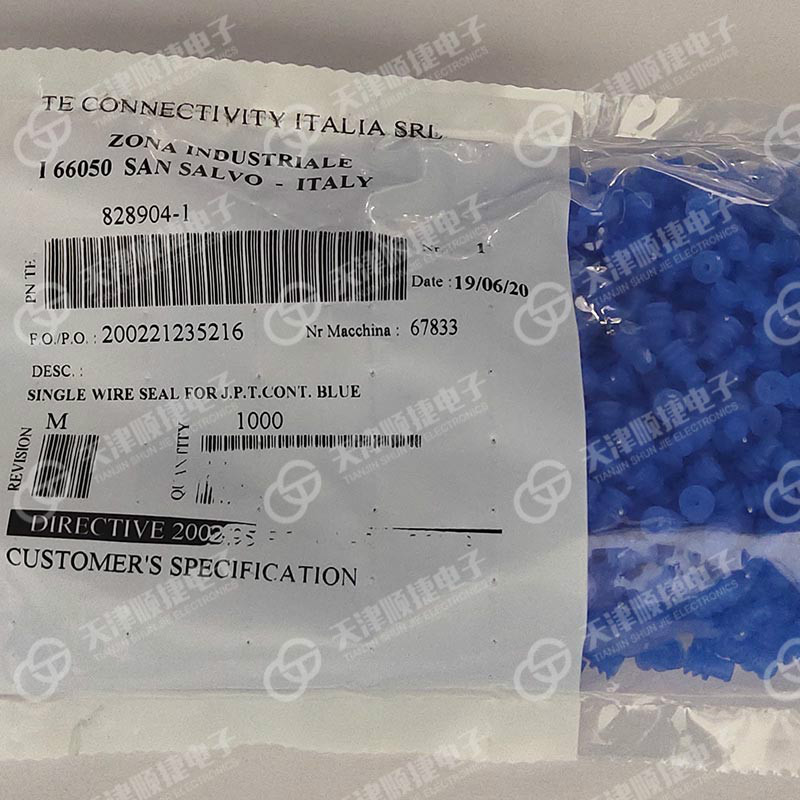 TE CONNECTIVITY ITALIA SRL
ZONA INDUSTRIALE
I 66050 SAN SALVO - ITALY
828904-1
PN TE
Nr 1
Date : 19/06/20
F O./P.O. : 200221235216 Nr Macchina : 67833
DESC. :
SINGLE WIRE SEAL FOR J.P.T.CONT. BLUE
M 1000
REVISION
DIRECTIVE 2002
CUSTOMER'S SPECIFICATION
天津顺捷电子
TIANJIN SHUN JIE ELECTRONICS